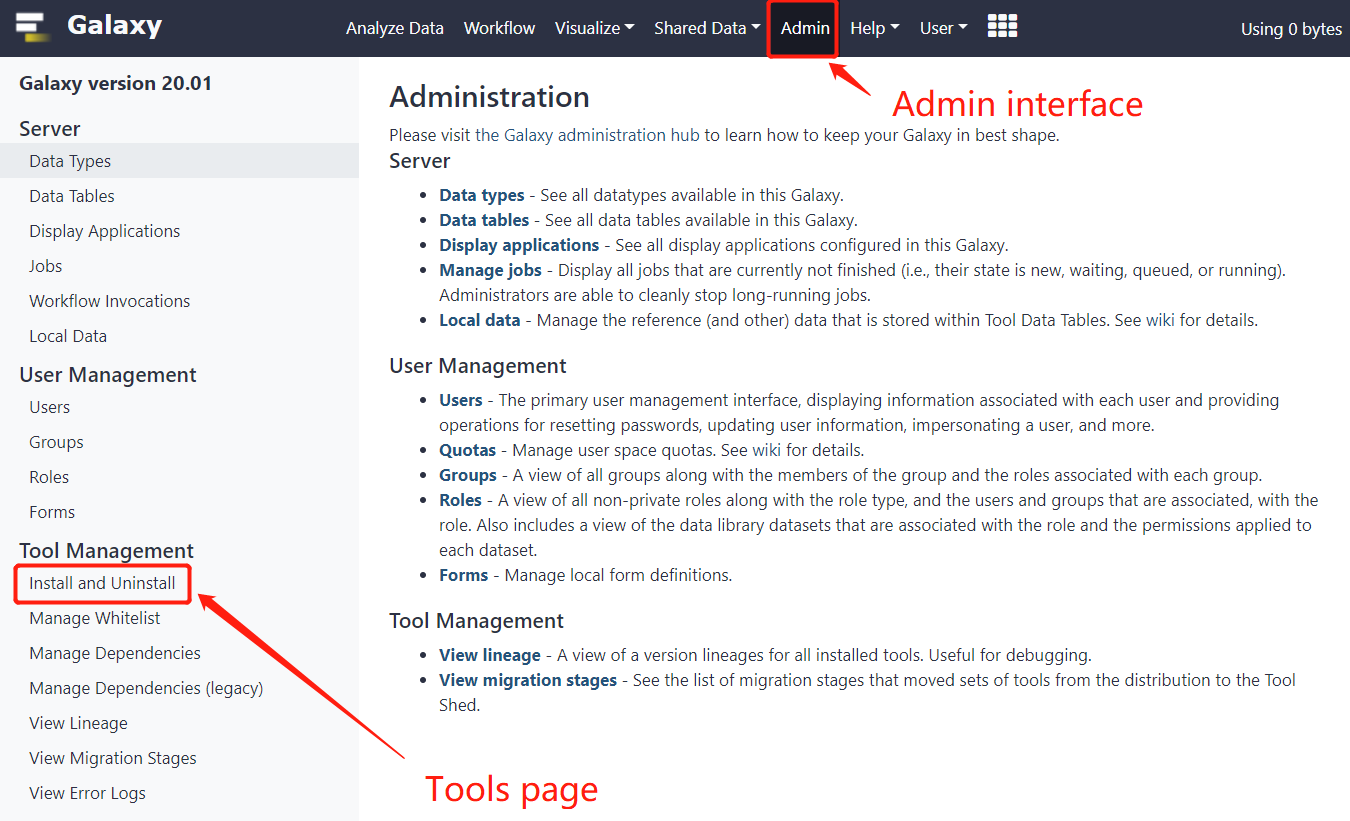 Galaxy
Analyze Data Workflow Visualize Shared Data Admin Help User
Using 0 bytes
Galaxy version 20.01
Server
Data Types
Data Tables
Display Applications
Jobs
Workflow Invocations
Local Data
User Management
Users
Groups
Roles
Forms
Tool Management
Install and Uninstall
Manage Whitelist
Manage Dependencies
Manage Dependencies (legacy)
View Lineage
View Migration Stages
View Error Logs
Administration
Admin interface
Please visit the Galaxy administration hub to learn how to keep your Galaxy in best shape.
Server
• Data types - See all datatypes available in this Galaxy.
• Data tables - See all data tables available in this Galaxy.
• Display applications - See all display applications configured in this Galaxy.
• Manage jobs - Display all jobs that are currently not finished (i.e., their state is new, waiting, queued, or running).
Administrators are able to cleanly stop long-running jobs.
• Local data - Manage the reference (and other) data that is stored within Tool Data Tables. See wiki for details.
User Management
• Users - The primary user management interface, displaying information associated with each user and providing
operations for resetting passwords, updating user information, impersonating a user, and more.
• Quotas - Manage user space quotas. See wiki for details.
• Groups - A view of all groups along with the members of the group and the roles associated with each group.
• Roles - A view of all non-private roles along with the role type, and the users and groups that are associated, with the
role. Also includes a view of the data library datasets that are associated with the role and the permissions applied to
each dataset.
• Forms - Manage local form definitions.
Tool Management
• View lineage - A view of a version lineages for all installed tools. Useful for debugging.
• View migration stages - See the list of migration stages that moved sets of tools from the distribution to the Tool
Shed.
Tools page